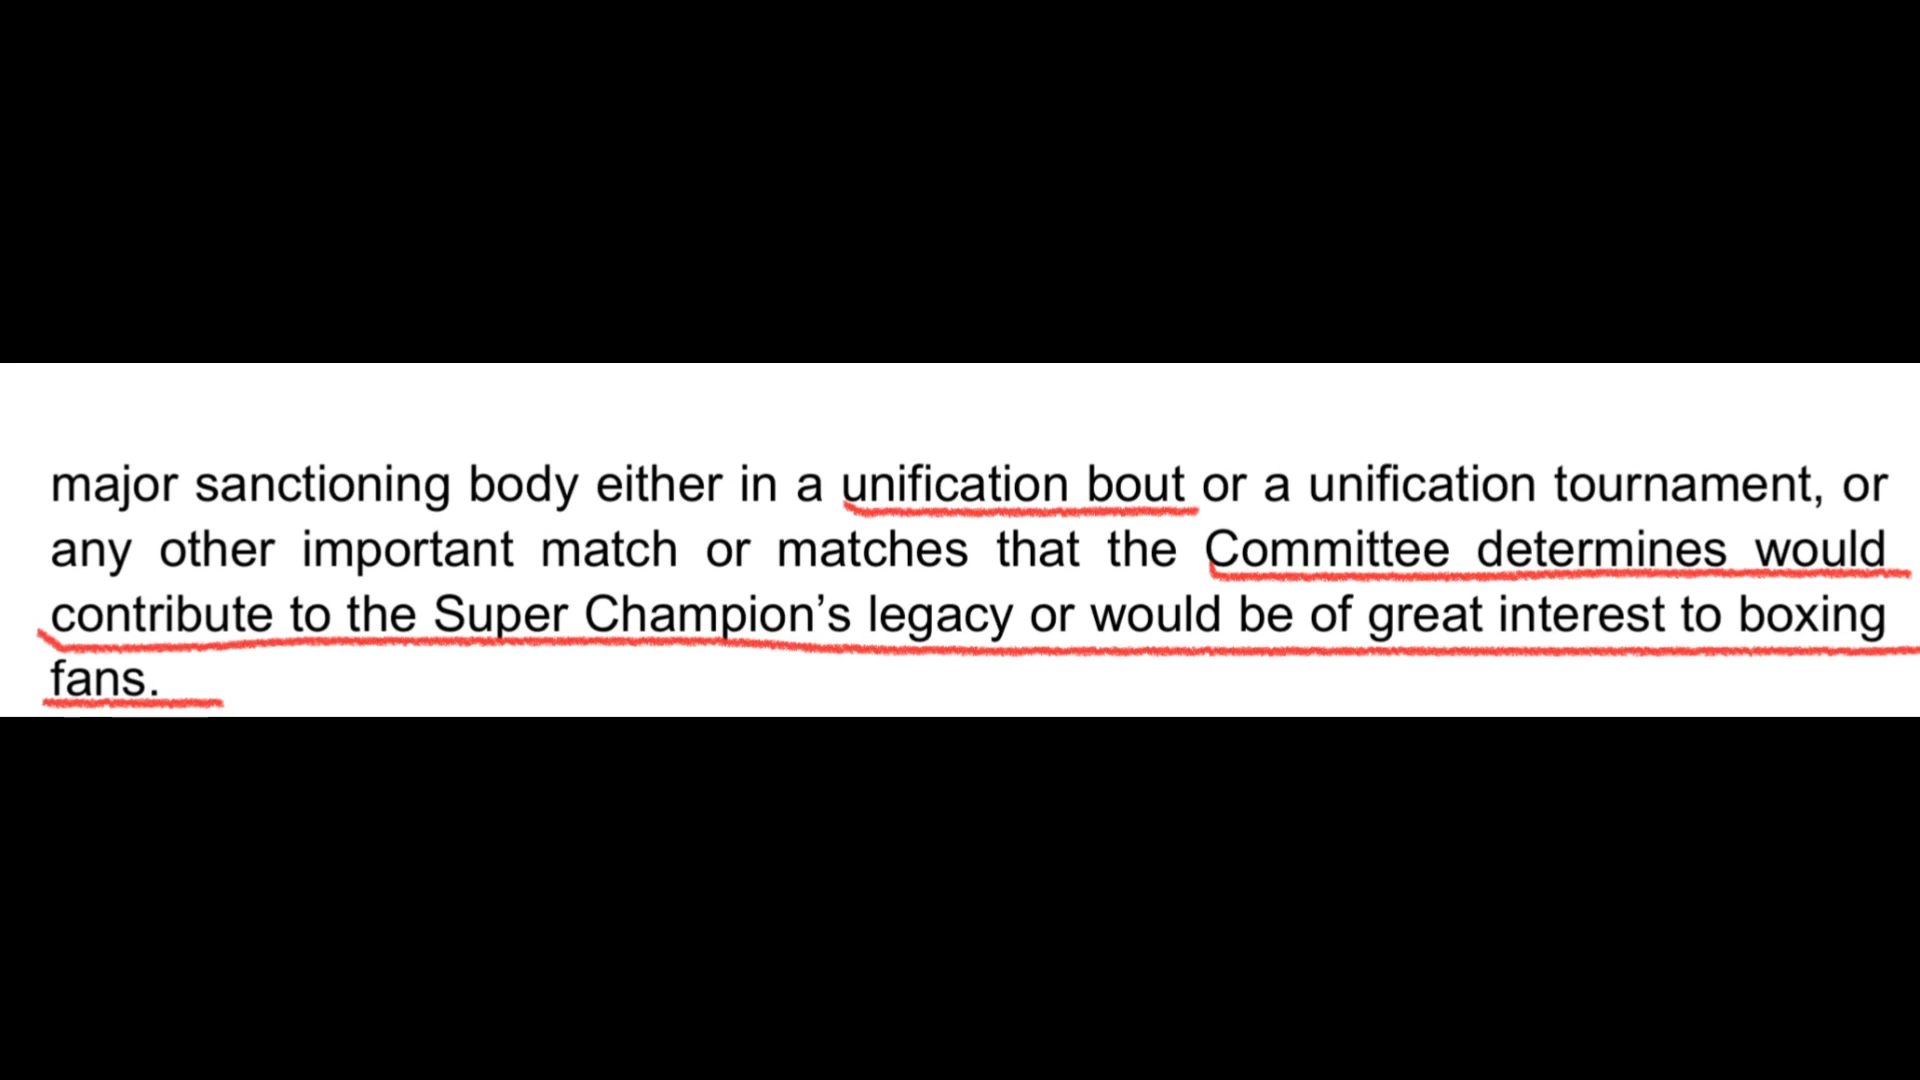 major sanctioning body either in a unification bout or a unification tournament, or
any other important match or matches that the Committee determines would
contribute to the Super Champion’s legacy or would be of great interest to boxing
fans.